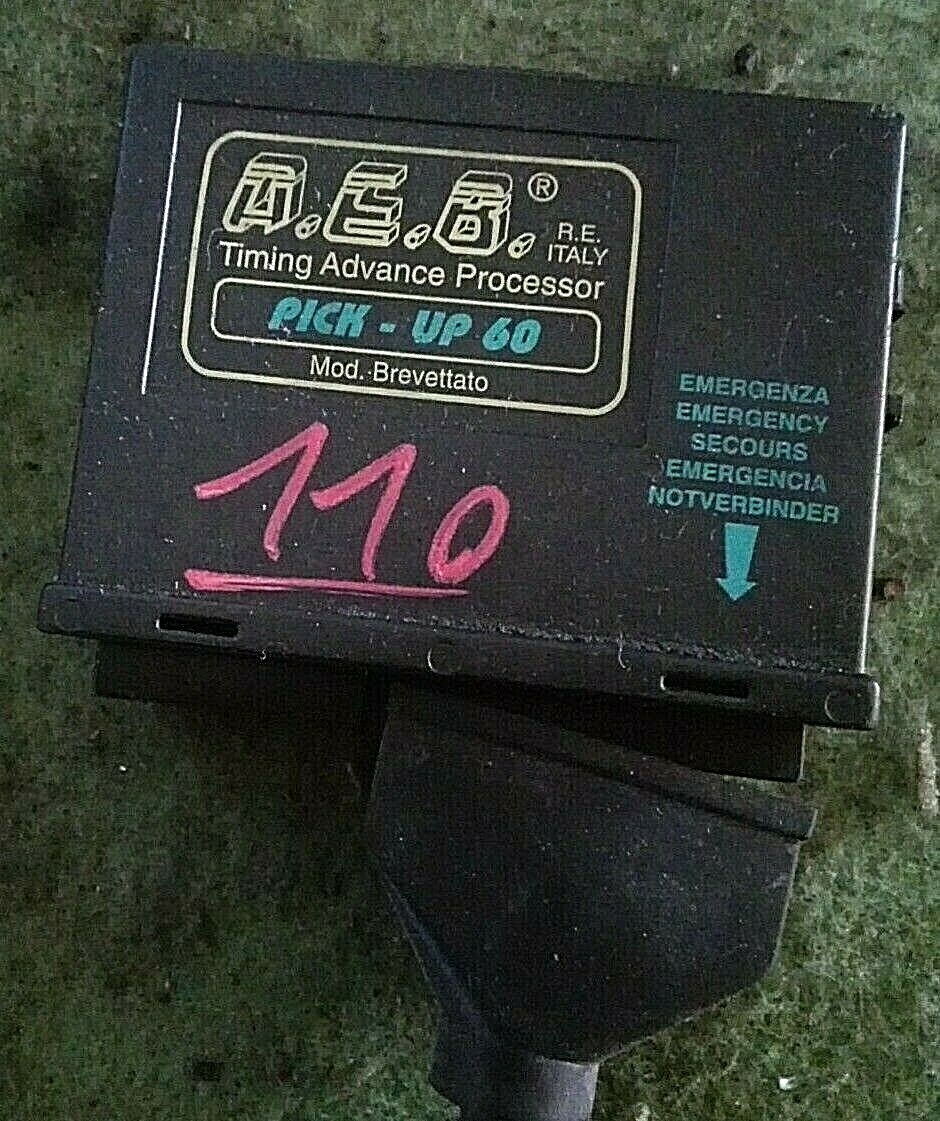 A.E.B.® R.E.
ITALY
Timing Advance Processor
PICK - UP 60
Mod. Brevettato
EMERGENZA
EMERGENCY
SECOURS
EMERGENCIA
NOTVERBINDER
110